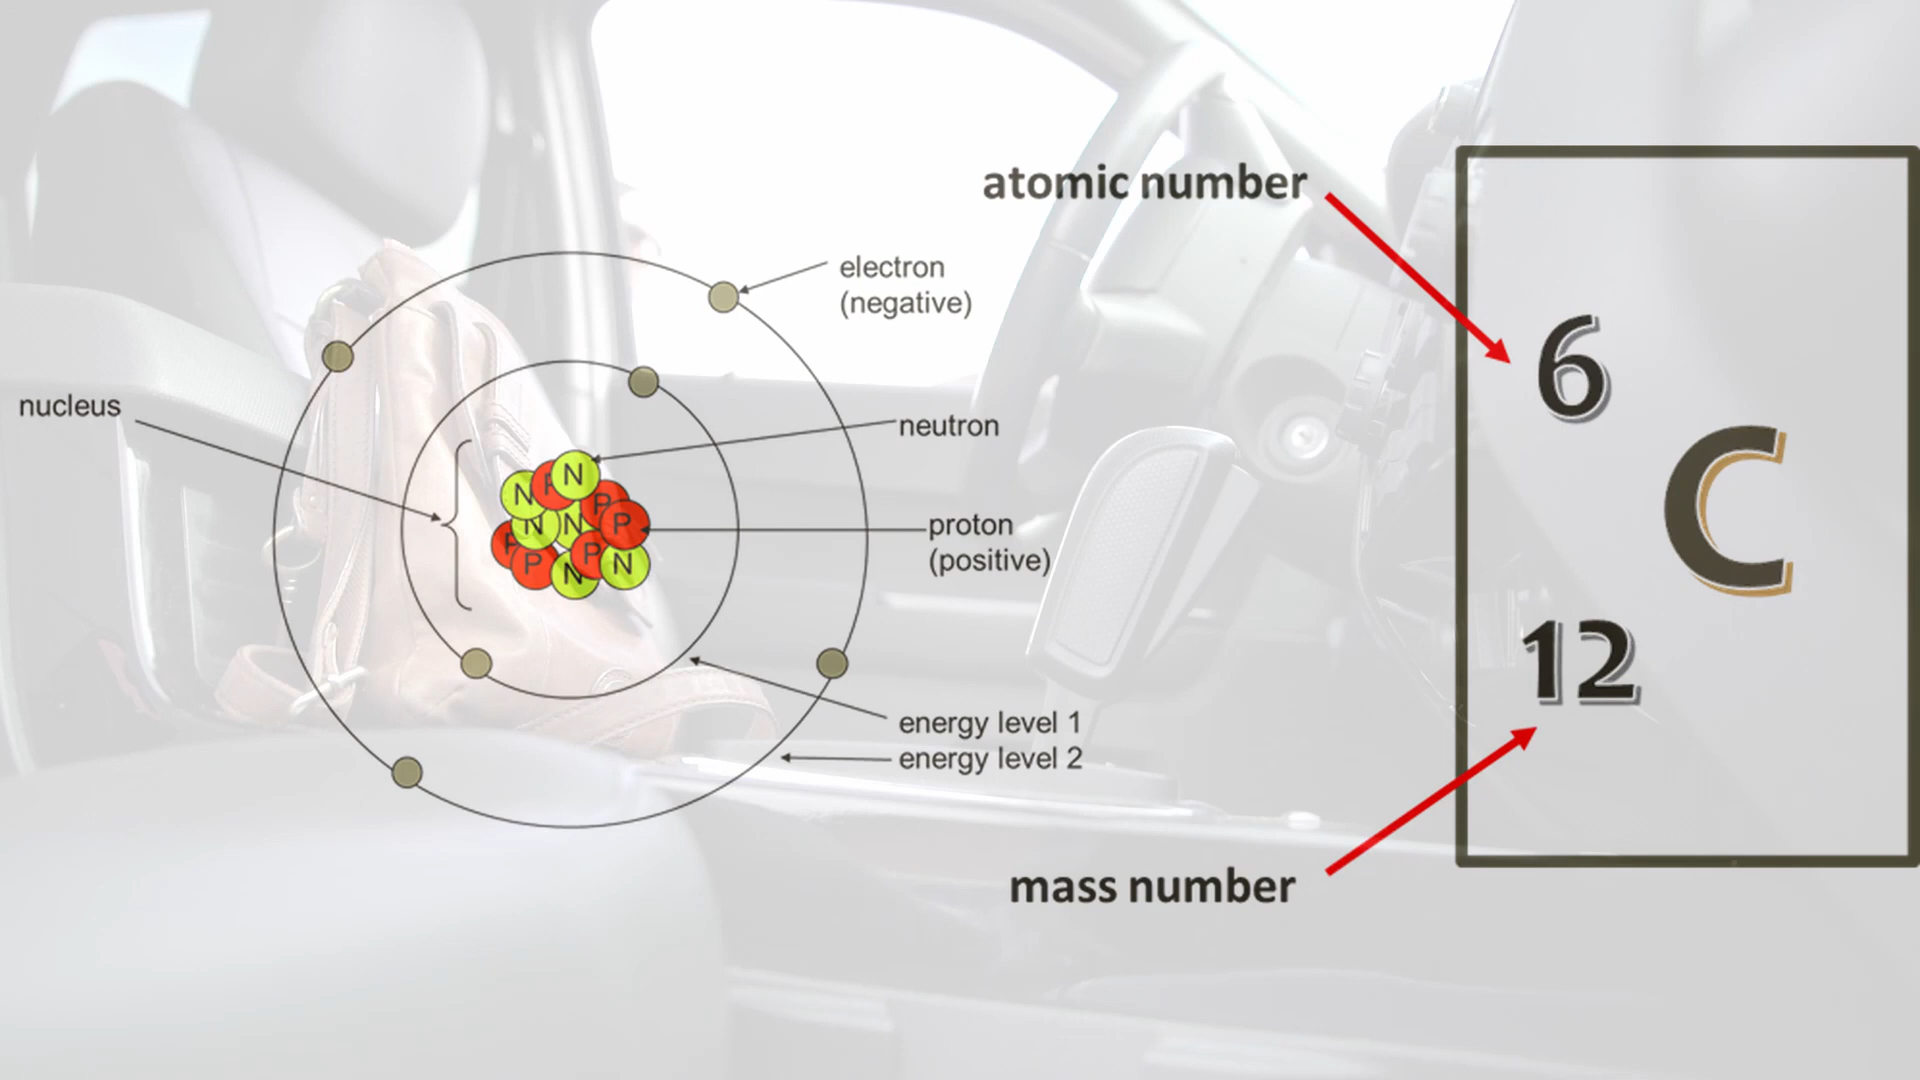 atomic number
electron
(negative)
nucleus
neutron
proton
(positive)
energy level 1
energy level 2
mass number
6
C
12
N
P
N
P
N
N
P
P
P
P
N
N